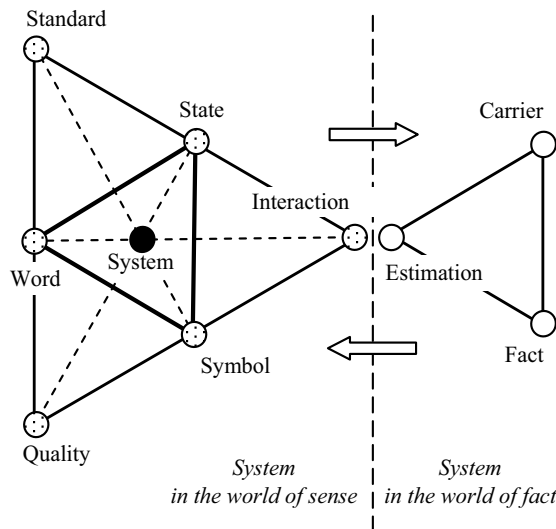 Standard
State
Carrier
Interaction
Word
System
Estimation
Symbol
Fact
Quality
System
in the world of sense
System
in the world of fact